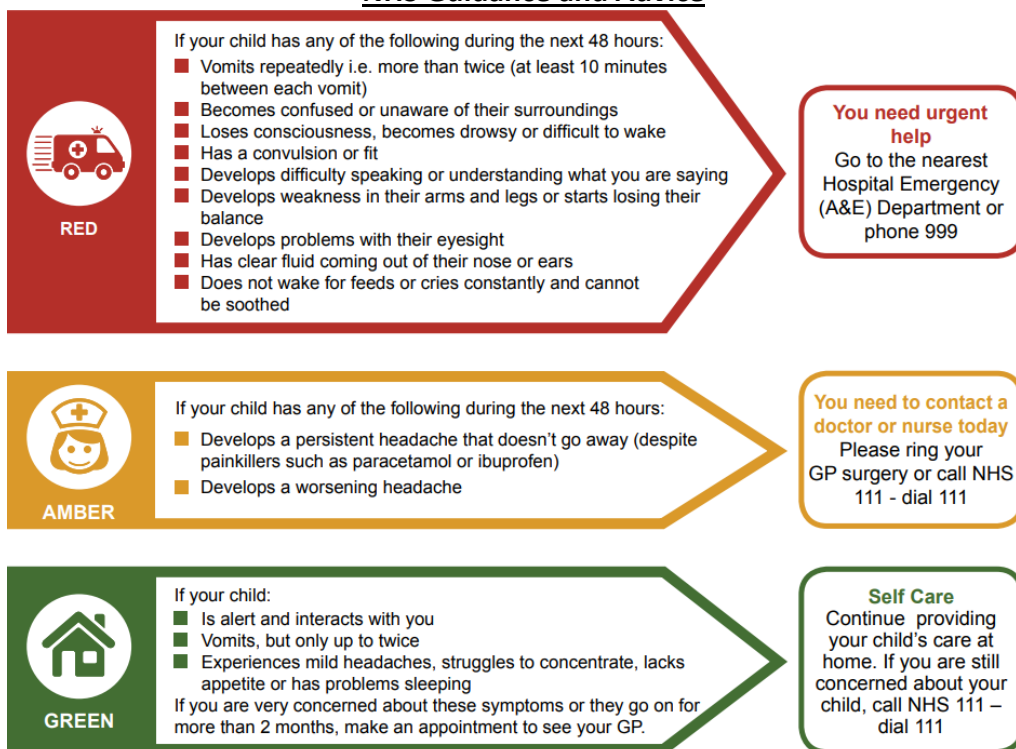 NHS Guidance and Advice
If your child has any of the following during the next 48 hours:
Vomits repeatedly i.e. more than twice (at least 10 minutes
between each vomit)
Becomes confused or unaware of their surroundings
Loses consciousness, becomes drowsy or difficult to wake
Has a convulsion or fit
Develops difficulty speaking or understanding what you are saying
Develops weakness in their arms and legs or starts losing their
balance
Develops problems with their eyesight
Has clear fluid coming out of their nose or ears
Does not wake for feeds or cries constantly and cannot
be soothed
RED
You need urgent
help
Go to the nearest
Hospital Emergency
(A&E) Department or
phone 999
If your child has any of the following during the next 48 hours:
Develops a persistent headache that doesn't go away (despite
painkillers such as paracetamol or ibuprofen)
Develops a worsening headache
AMBER
You need to contact a
doctor or nurse today
Please ring your
GP surgery or call NHS
111 - dial 111
If your child:
Is alert and interacts with you
Vomits, but only up to twice
Experiences mild headaches, struggles to concentrate, lacks
appetite or has problems sleeping
If you are very concerned about these symptoms or they go on for
more than 2 months, make an appointment to see your GP.
GREEN
Self Care
Continue providing
your child's care at
home. If you are still
concerned about your
child, call NHS 111 –
dial 111